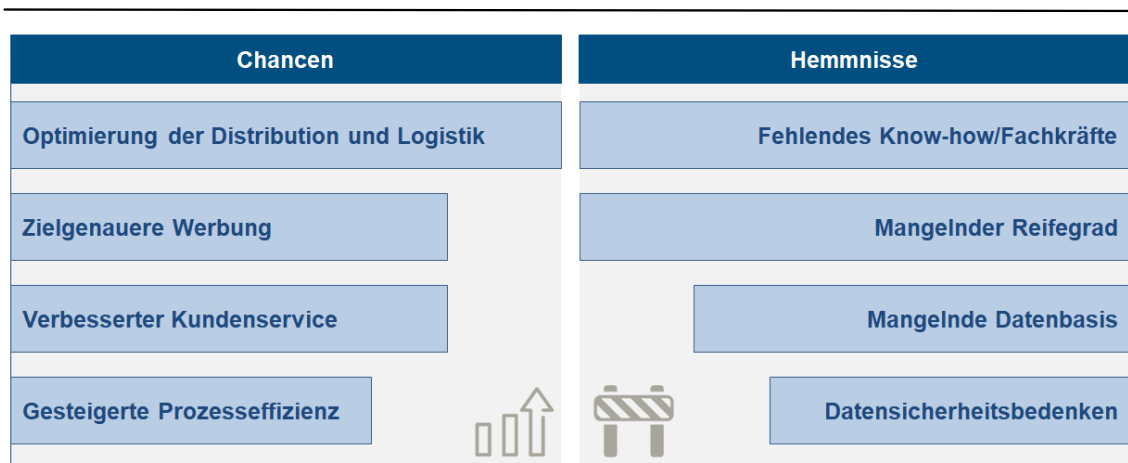 Chancen
Hemmnisse
Optimierung der Distribution und Logistik
Fehlendes Know-how/Fachkräfte
Zielgenauere Werbung
Mangelnder Reifegrad
Verbesserter Kundenservice
Mangelnde Datenbasis
Gesteigerte Prozesseffizienz
Datensicherheitsbedenken